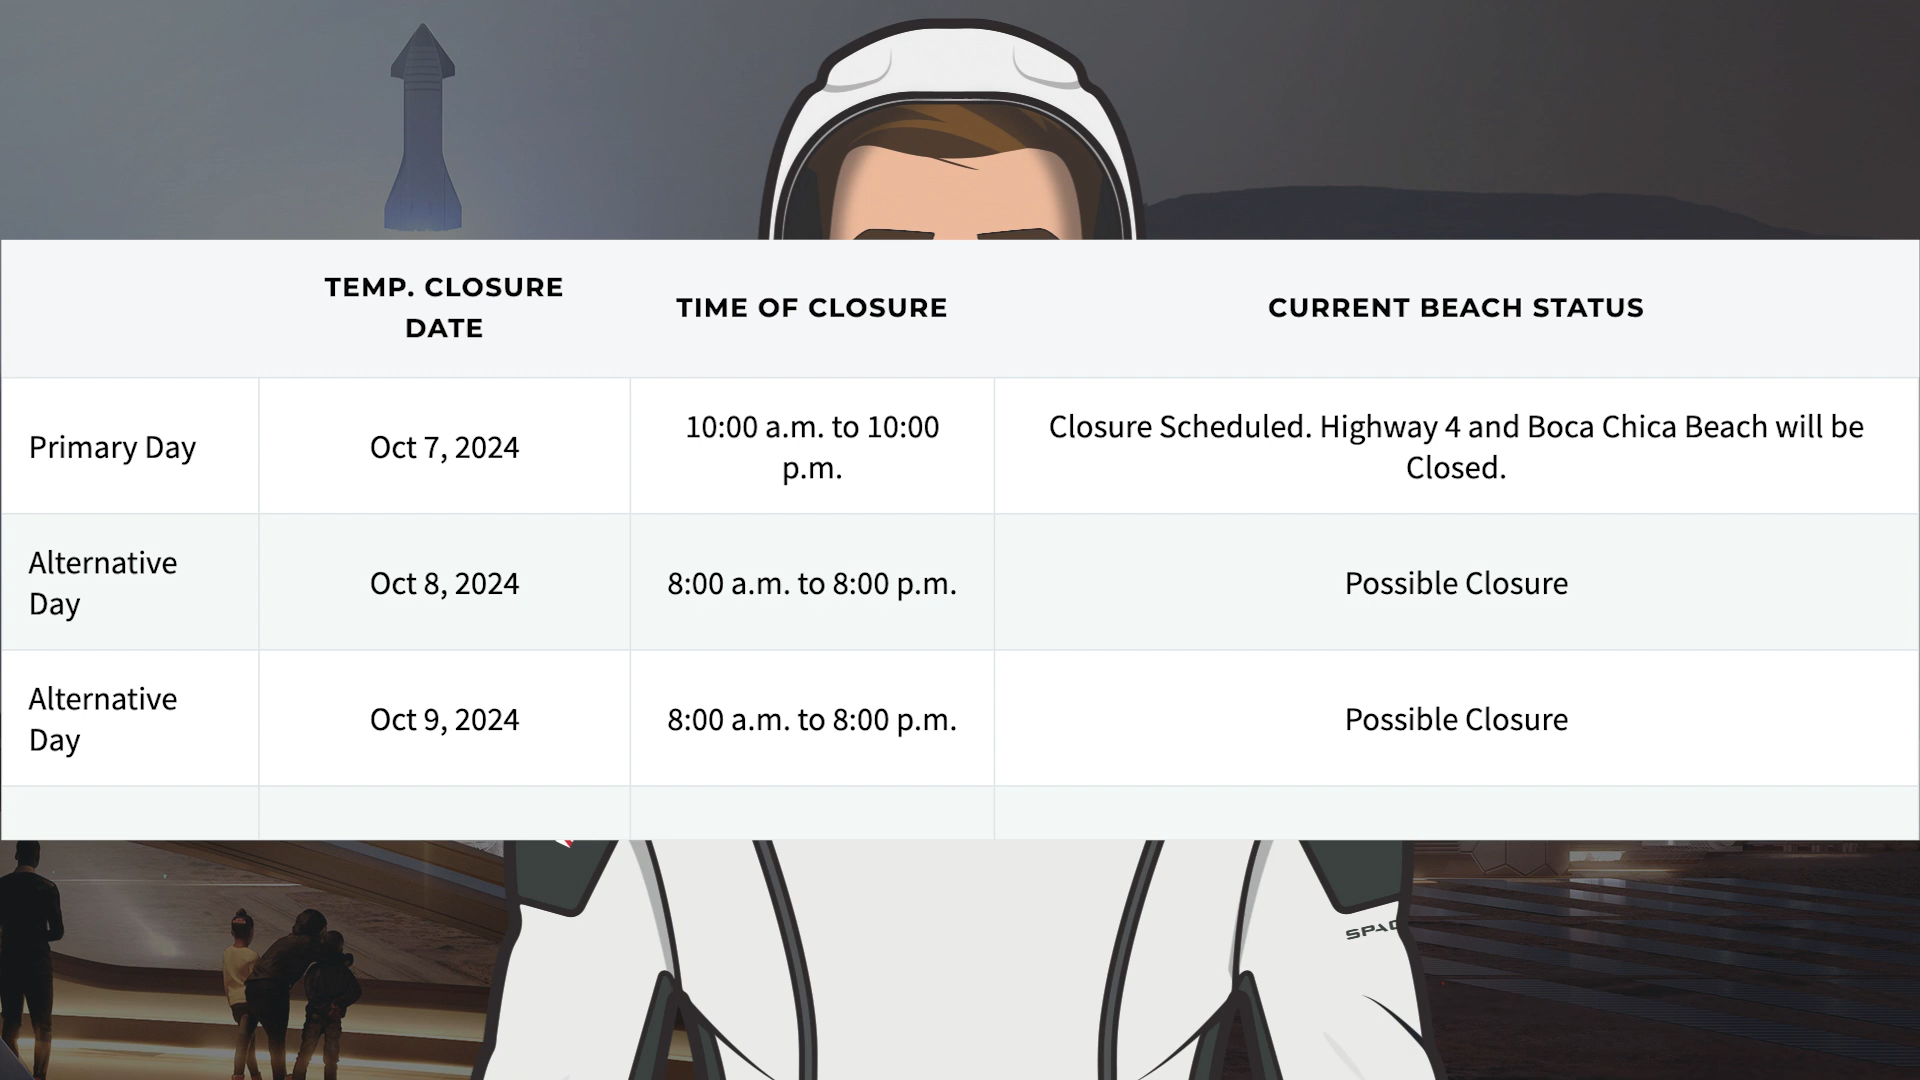 TEMP. CLOSURE
DATE
TIME OF CLOSURE
CURRENT BEACH STATUS
Primary Day
Oct 7, 2024
10:00 a.m. to 10:00
p.m.
Closure Scheduled. Highway 4 and Boca Chica Beach will be
Closed.
Alternative
Day
Oct 8, 2024
8:00 a.m. to 8:00 p.m.
Possible Closure
Alternative
Day
Oct 9, 2024
8:00 a.m. to 8:00 p.m.
Possible Closure
SPAC